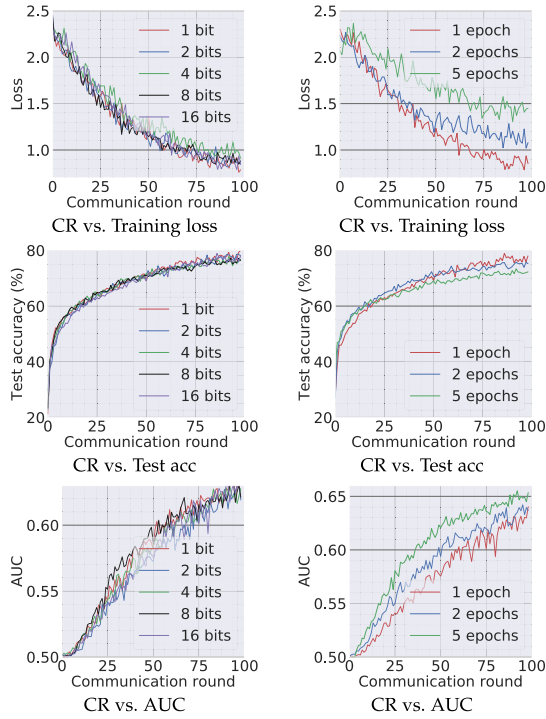 2.5
2.0
1.5
1.0
Loss
1 bit
2 bits
4 bits
8 bits
16 bits
0 25 50 75 100
Communication round
CR vs. Training loss
2.5
2.0
1.5
1.0
Loss
1 epoch
2 epochs
5 epochs
0 25 50 75 100
Communication round
CR vs. Training loss
80
60
40
20
Test accuracy (%)
1 bit
2 bits
4 bits
8 bits
16 bits
0 25 50 75 100
Communication round
CR vs. Test acc
80
60
40
20
Test accuracy (%)
1 epoch
2 epochs
5 epochs
0 25 50 75 100
Communication round
CR vs. Test acc
0.60
0.55
0.50
AUC
1 bit
2 bits
4 bits
8 bits
16 bits
0 25 50 75 100
Communication round
CR vs. AUC
0.65
0.60
0.55
0.50
AUC
1 epoch
2 epochs
5 epochs
0 25 50 75 100
Communication round
CR vs. AUC